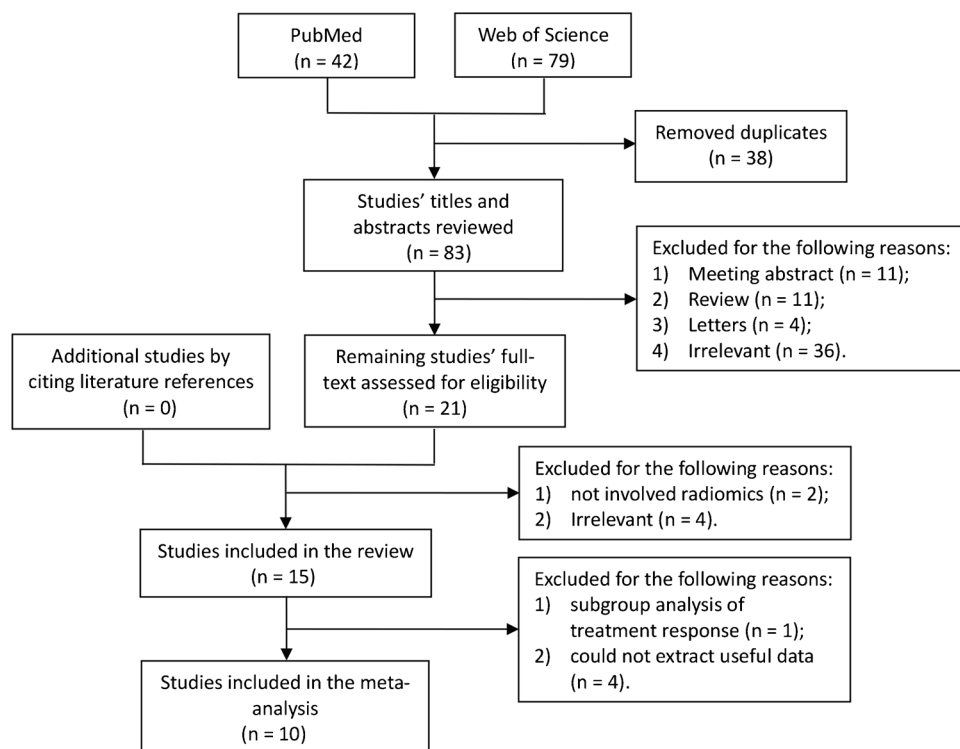 PubMed
(n = 42)
Web of Science
(n = 79)
Removed duplicates
(n = 38)
Studies’ titles and
abstracts reviewed
(n = 83)
Excluded for the following reasons:
1) Meeting abstract (n = 11);
2) Review (n = 11);
3) Letters (n = 4);
4) Irrelevant (n = 36).
Additional studies by
citing literature references
(n = 0)
Remaining studies’ full-
text assessed for eligibility
(n = 21)
Excluded for the following reasons:
1) not involved radiomics (n = 2);
2) Irrelevant (n = 4).
Studies included in the review
(n = 15)
Excluded for the following reasons:
1) subgroup analysis of
treatment response (n = 1);
2) could not extract useful data
(n = 4).
Studies included in the meta-
analysis
(n = 10)